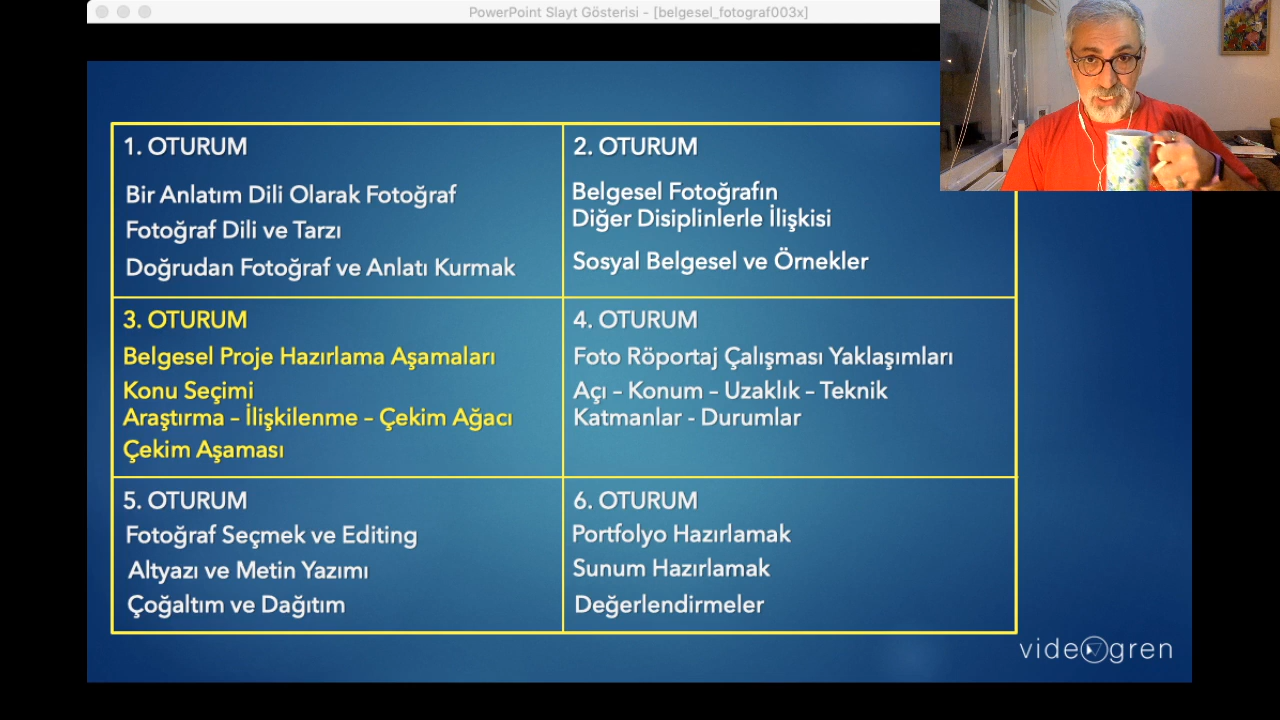 PowerPoint Slayt Gösterisi - [belgesel_fotograf003x]
1. OTURUM
Bir Anlatım Dili Olarak Fotoğraf
Fotoğraf Dili ve Tarzı
Doğrudan Fotoğraf ve Anlatı Kurmak
2. OTURUM
Belgesel Fotoğrafın
Diğer Disiplinlerle İlişkisi
Sosyal Belgesel ve Örnekler
3. OTURUM
Belgesel Proje Hazırlama Aşamaları
Konu Seçimi
Araştırma – İlişkilenme – Çekim Ağacı
Çekim Aşaması
4. OTURUM
Foto Röportaj Çalışması Yaklaşımları
Açı – Konum – Uzaklık – Teknik
Katmanlar - Durumlar
5. OTURUM
Fotoğraf Seçmek ve Editing
Altyazı ve Metin Yazımı
Çoğaltım ve Dağıtım
6. OTURUM
Portfolyo Hazırlamak
Sunum Hazırlamak
Değerlendirmeler
videogren